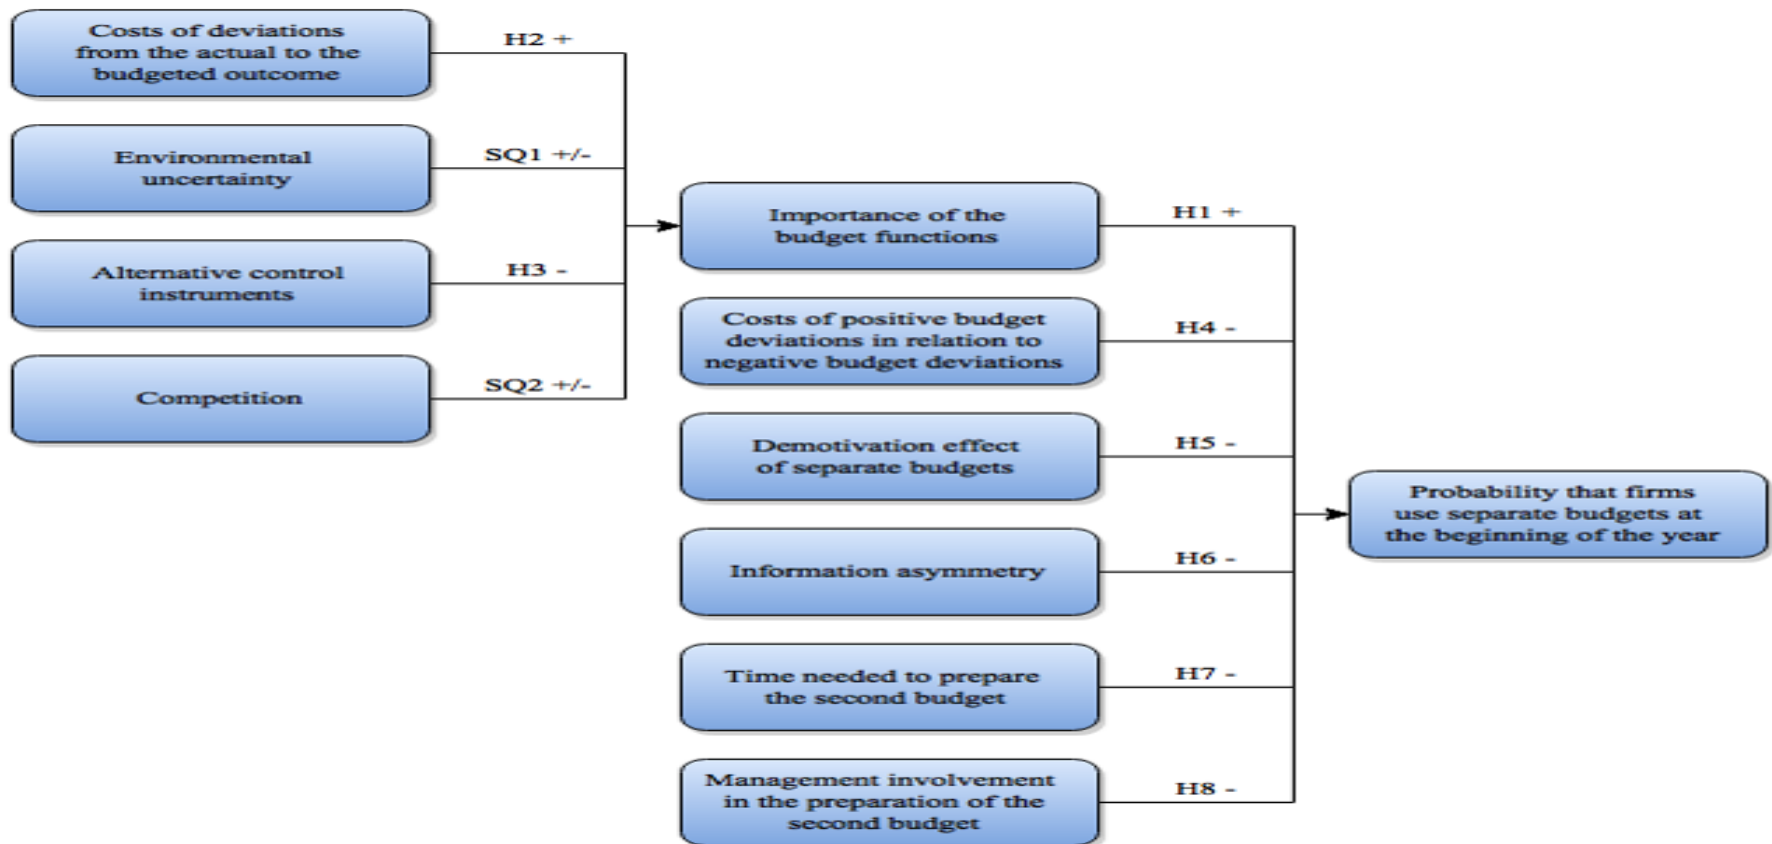 Costs of deviations
from the actual to the
budgeted outcome
H2 +
Environmental
uncertainty
SQ1 +/-
Alternative control
instruments
H3 -
Competition
SQ2 +/-
Importance of the
budget functions
H1 +
Costs of positive budget
deviations in relation to
negative budget deviations
H4 -
Demotivation effect
of separate budgets
H5 -
Information asymmetry
H6 -
Time needed to prepare
the second budget
H7 -
Management involvement
in the preparation of the
second budget
H8 -
Probability that firms
use separate budgets at
the beginning of the year